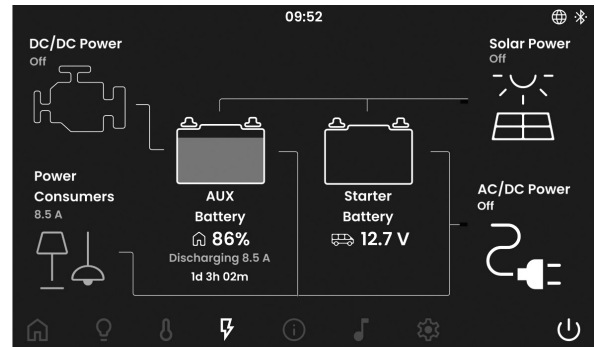 09:52
DC/DC Power
Off
Solar Power
Off
Power
Consumers
8.5 A
AUX
Battery
86%
Discharging 8.5 A
1d 3h 02m
Starter
Battery
12.7 V
AC/DC Power
Off